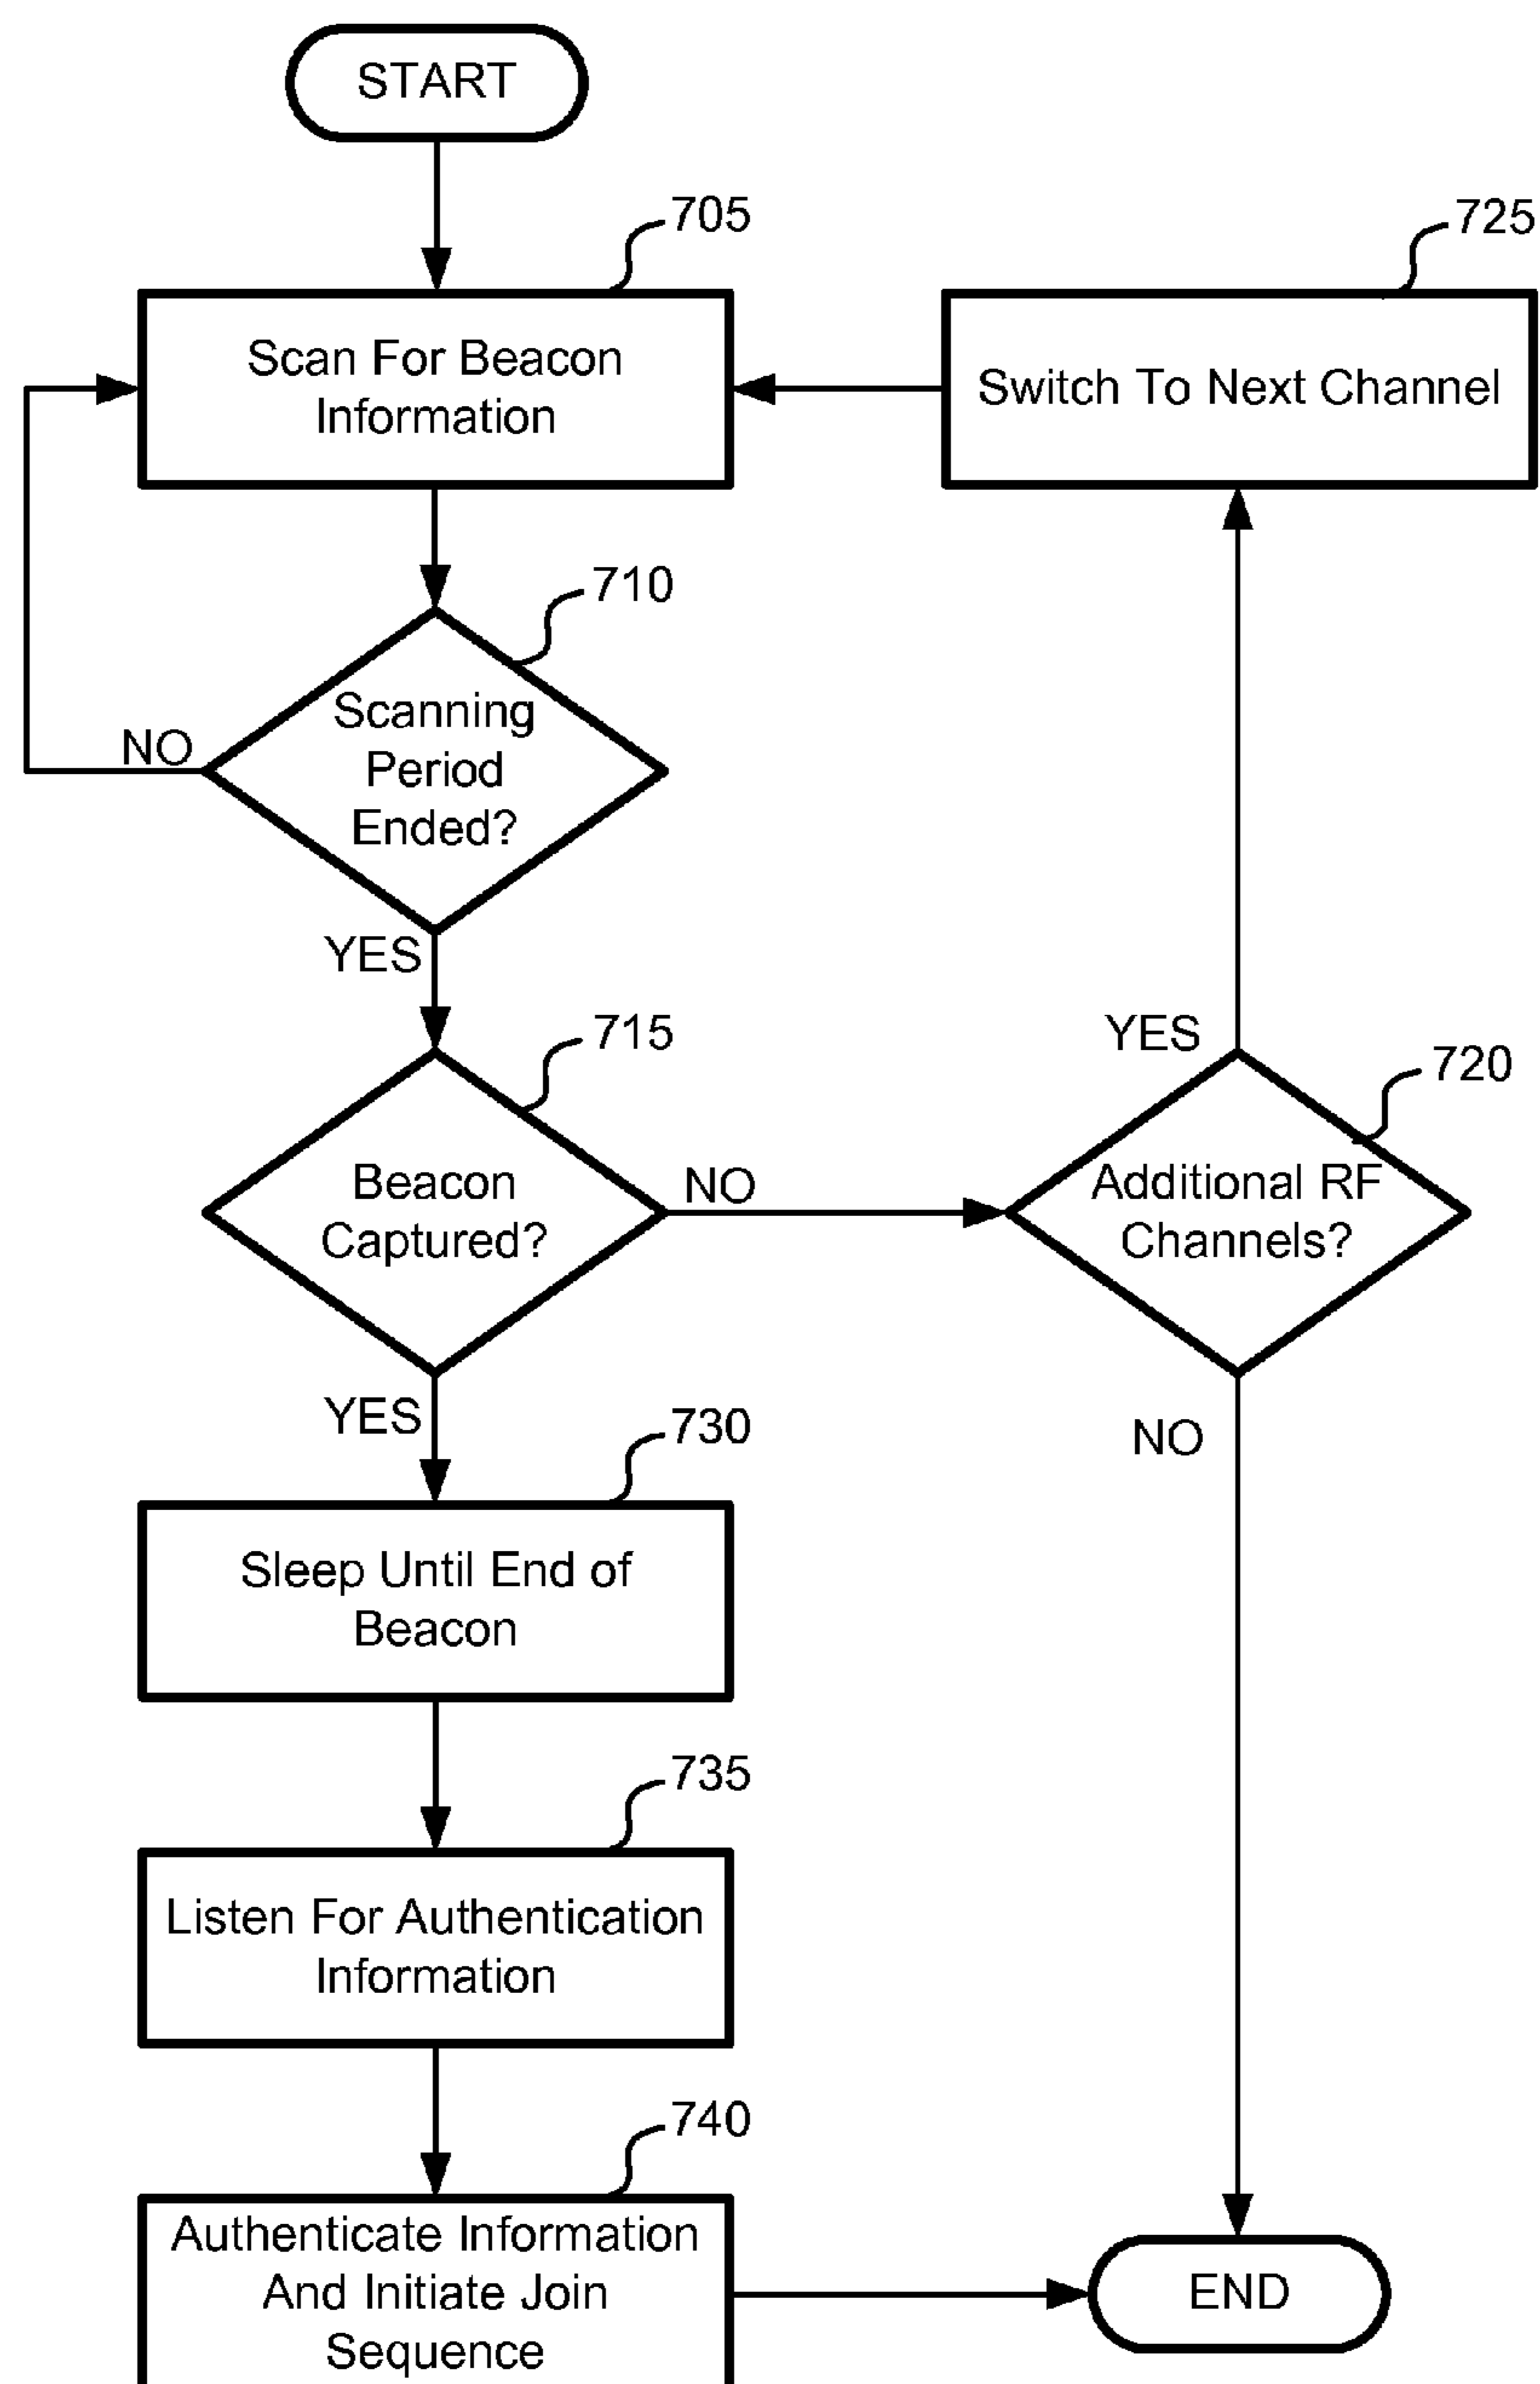 START
705
725
Scan For Beacon
Information
Switch To Next Channel
710
Scanning
Period
Ended?
NO
YES
715
YES
720
Beacon
Captured?
NO
Additional RF
Channels?
YES
730
NO
Sleep Until End of
Beacon
735
Listen For Authentication
Information
740
Authenticate Information
And Initiate Join
Sequence
END